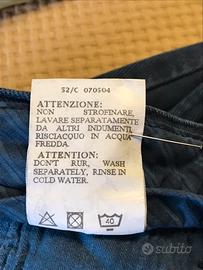 52/C 070504
ATTENZIONE:
NON STROFINARE,
LAVARE SEPARATAMENTE
DA ALTRI INDUMENTI,
RISCIACQUO IN ACQUA
FREDDA.
ATTENTION:
DON'T RUR, WASH
SEPARATELY, RINSE IN
COLD WATER.
40
subito